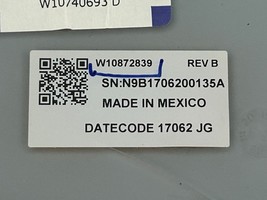 W10740693 D
W10872839 REV B
SN:N9B1706200135A
MADE IN MEXICO
DATECODE 17062 JG